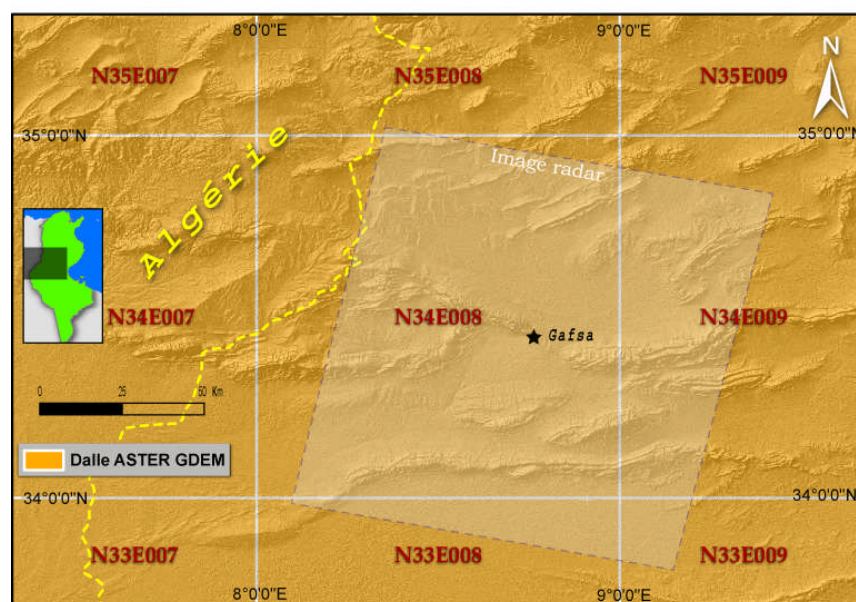 8°0'0"E
9°0'0"E
N
N35E007
N35E008
N35E009
35°0'0"N
35°0'0"N
Image radar
Algérie
N34E007
N34E008
N34E009
Gafsa
0 25 50 Km
Dalle ASTER GDEM
34°0'0"N
34°0'0"N
N33E007
N33E008
N33E009
8°0'0"E
9°0'0"E